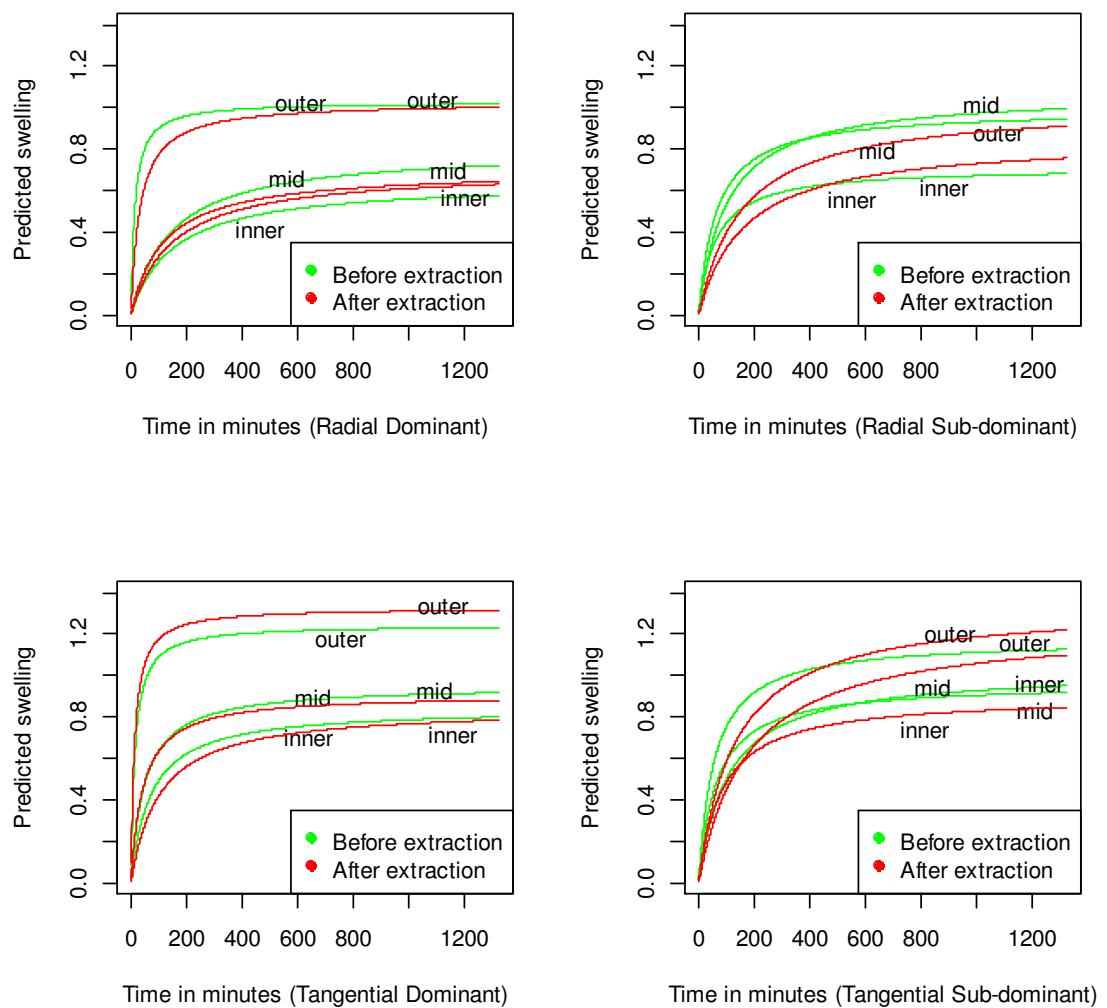 Predicted swelling
1.2
0.8
0.4
0.0
outer
outer
mid
mid
inner
inner
Before extraction
After extraction
0 200 400 600 800 1200
Time in minutes (Radial Dominant)
Predicted swelling
1.2
0.8
0.4
0.0
mid
outer
mid
inner
inner
Before extraction
After extraction
0 200 400 600 800 1200
Time in minutes (Radial Sub-dominant)
Predicted swelling
1.2
0.8
0.4
0.0
outer
outer
mid
mid
inner
inner
Before extraction
After extraction
0 200 400 600 800 1200
Time in minutes (Tangential Dominant)
Predicted swelling
1.2
0.8
0.4
0.0
outer
outer
mid
inner
mid
inner
Before extraction
After extraction
0 200 400 600 800 1200
Time in minutes (Tangential Sub-dominant)